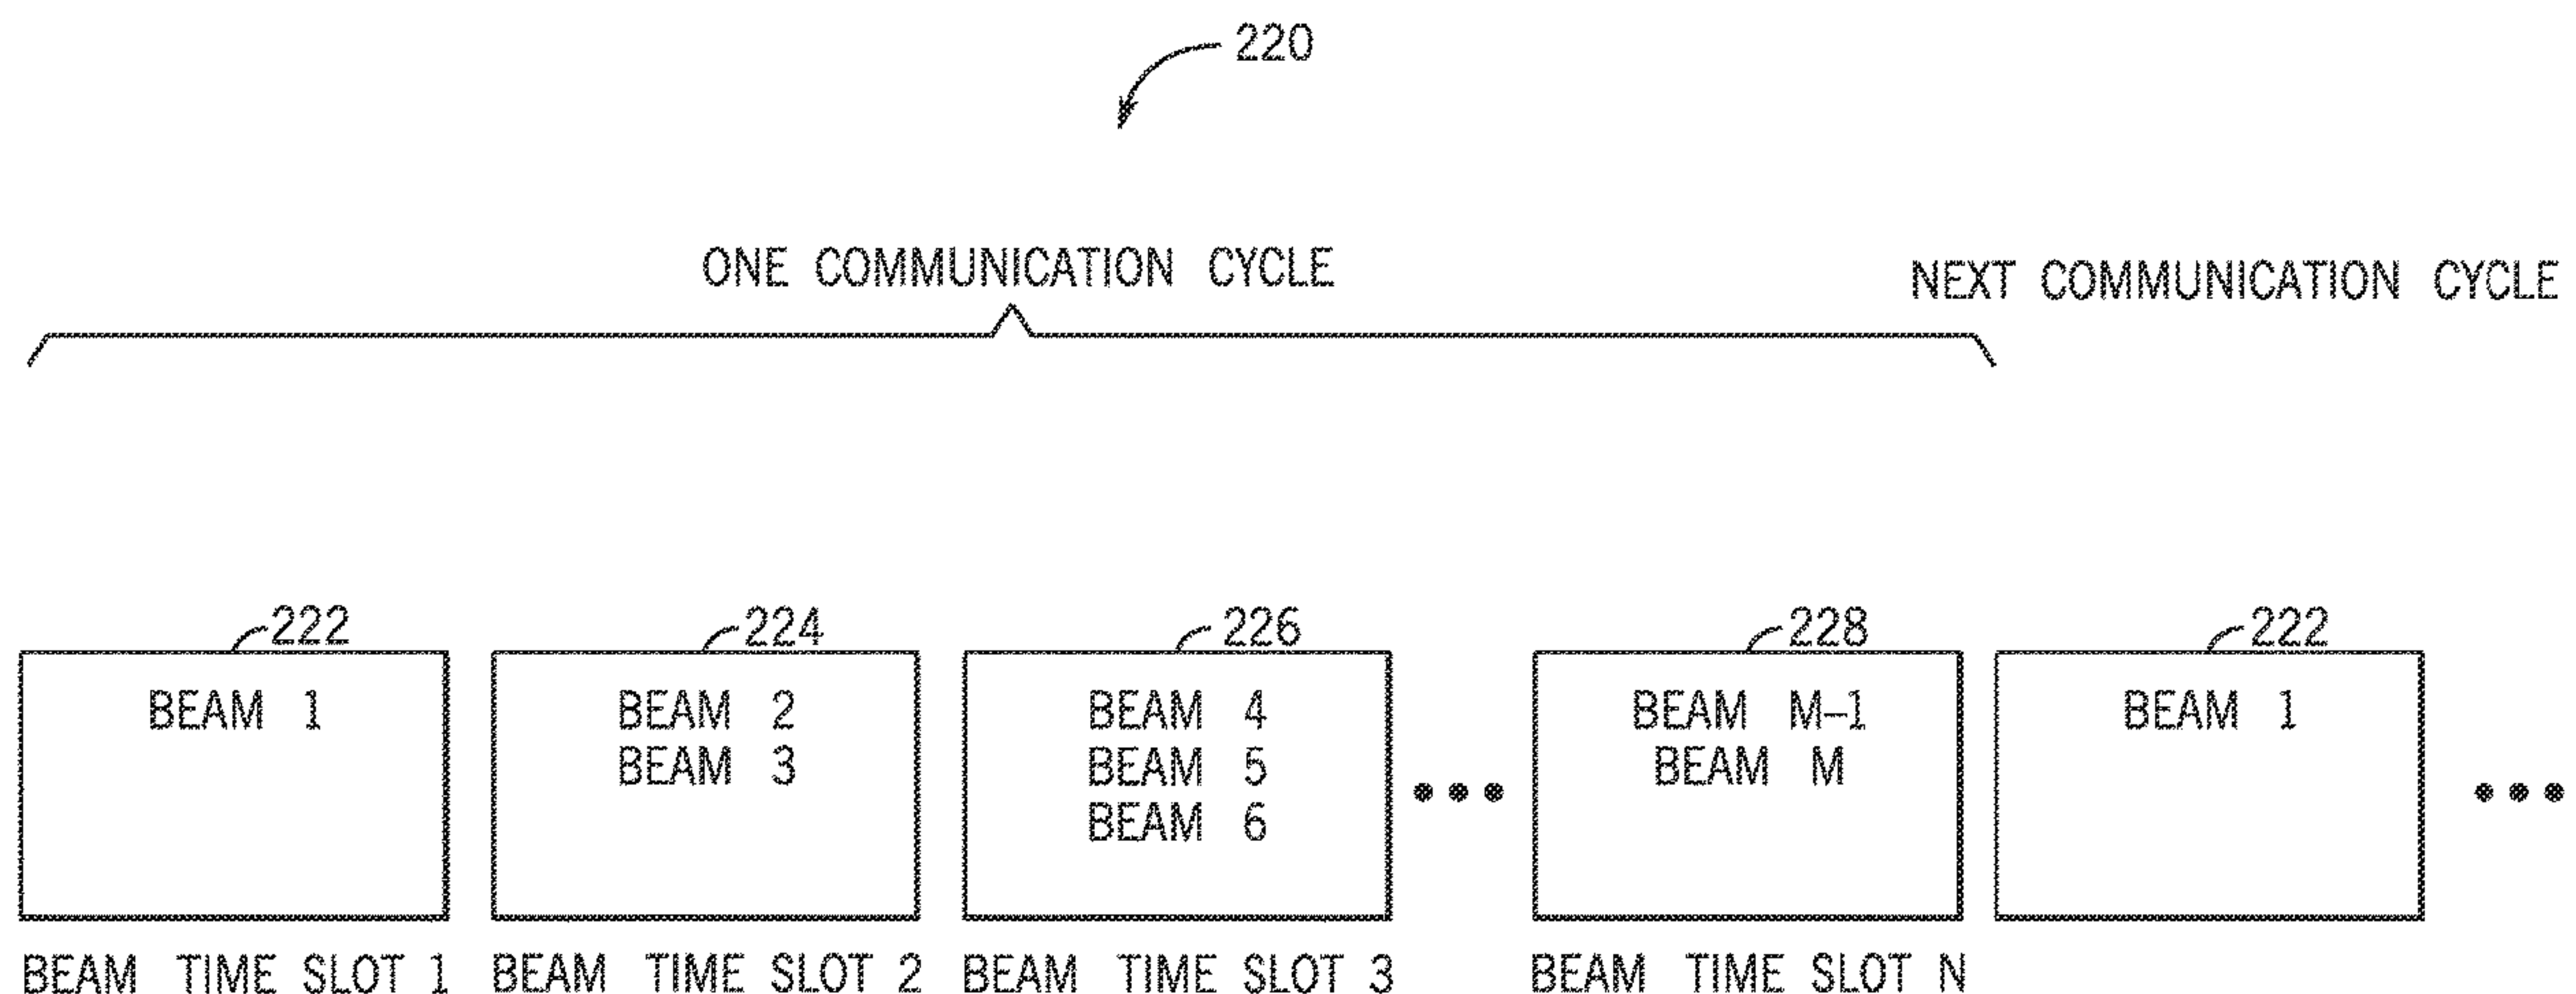 220
ONE COMMUNICATION CYCLE
NEXT COMMUNICATION CYCLE
222
224
226
228
222
BEAM 1
BEAM 2
BEAM 3
BEAM 4
BEAM 5
BEAM 6
BEAM M-1
BEAM M
BEAM 1
BEAM TIME SLOT 1
BEAM TIME SLOT 2
BEAM TIME SLOT 3
BEAM TIME SLOT N